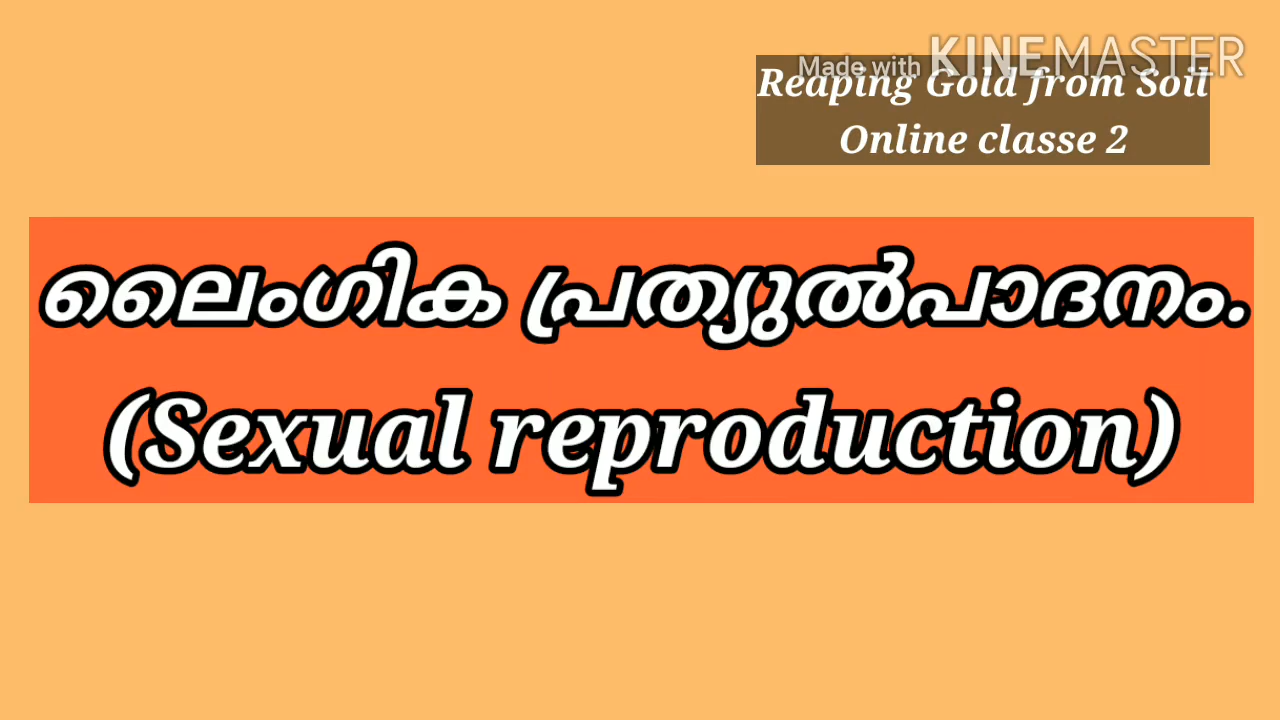 Made with KINEMASTER
Reaping Gold from Soil
Online classe 2
ലൈംഗിക പ്രത്യുൽപാദനം.
(Sexual reproduction)